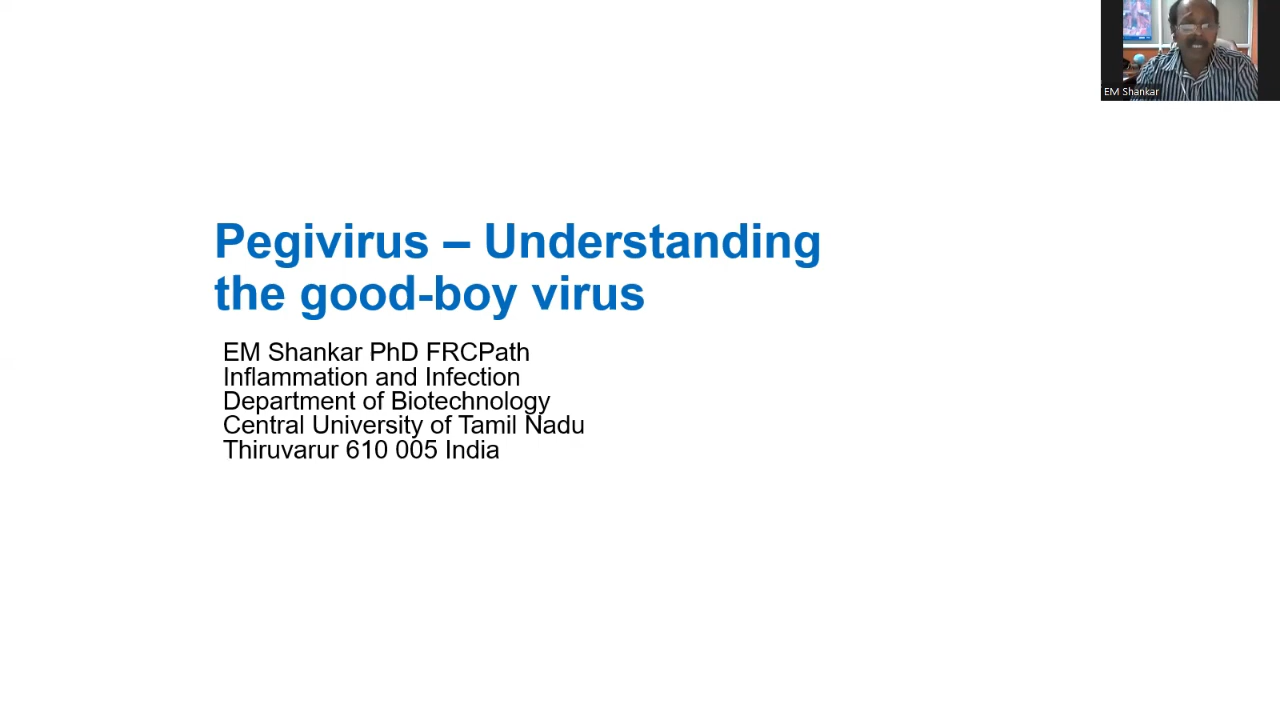 EM Shankar
Pegivirus – Understanding
the good-boy virus
EM Shankar PhD FRCPath
Inflammation and Infection
Department of Biotechnology
Central University of Tamil Nadu
Thiruvarur 610 005 India